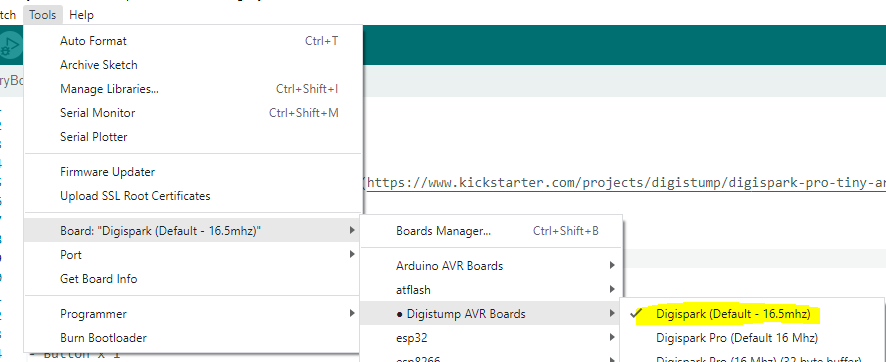 tch Tools Help
Auto Format Ctrl+T
Archive Sketch
Manage Libraries... Ctrl+Shift+I
Serial Monitor Ctrl+Shift+M
Serial Plotter
Firmware Updater
Upload SSL Root Certificates
(https://www.kickstarter.com/projects/digistump/digispark-pro-tiny-ar
Board: "Digispark (Default - 16.5mhz)"
Port
Get Board Info
Programmer
Burn Bootloader
Boards Manager... Ctrl+Shift+B
Arduino AVR Boards
atflash
● Digistump AVR Boards
esp32
esp8266
✓ Digispark (Default - 16.5mhz)
Digispark Pro (Default 16 Mhz)
Digispark Pro (16 Mhz) (32 byte buffer)
- Button x 1